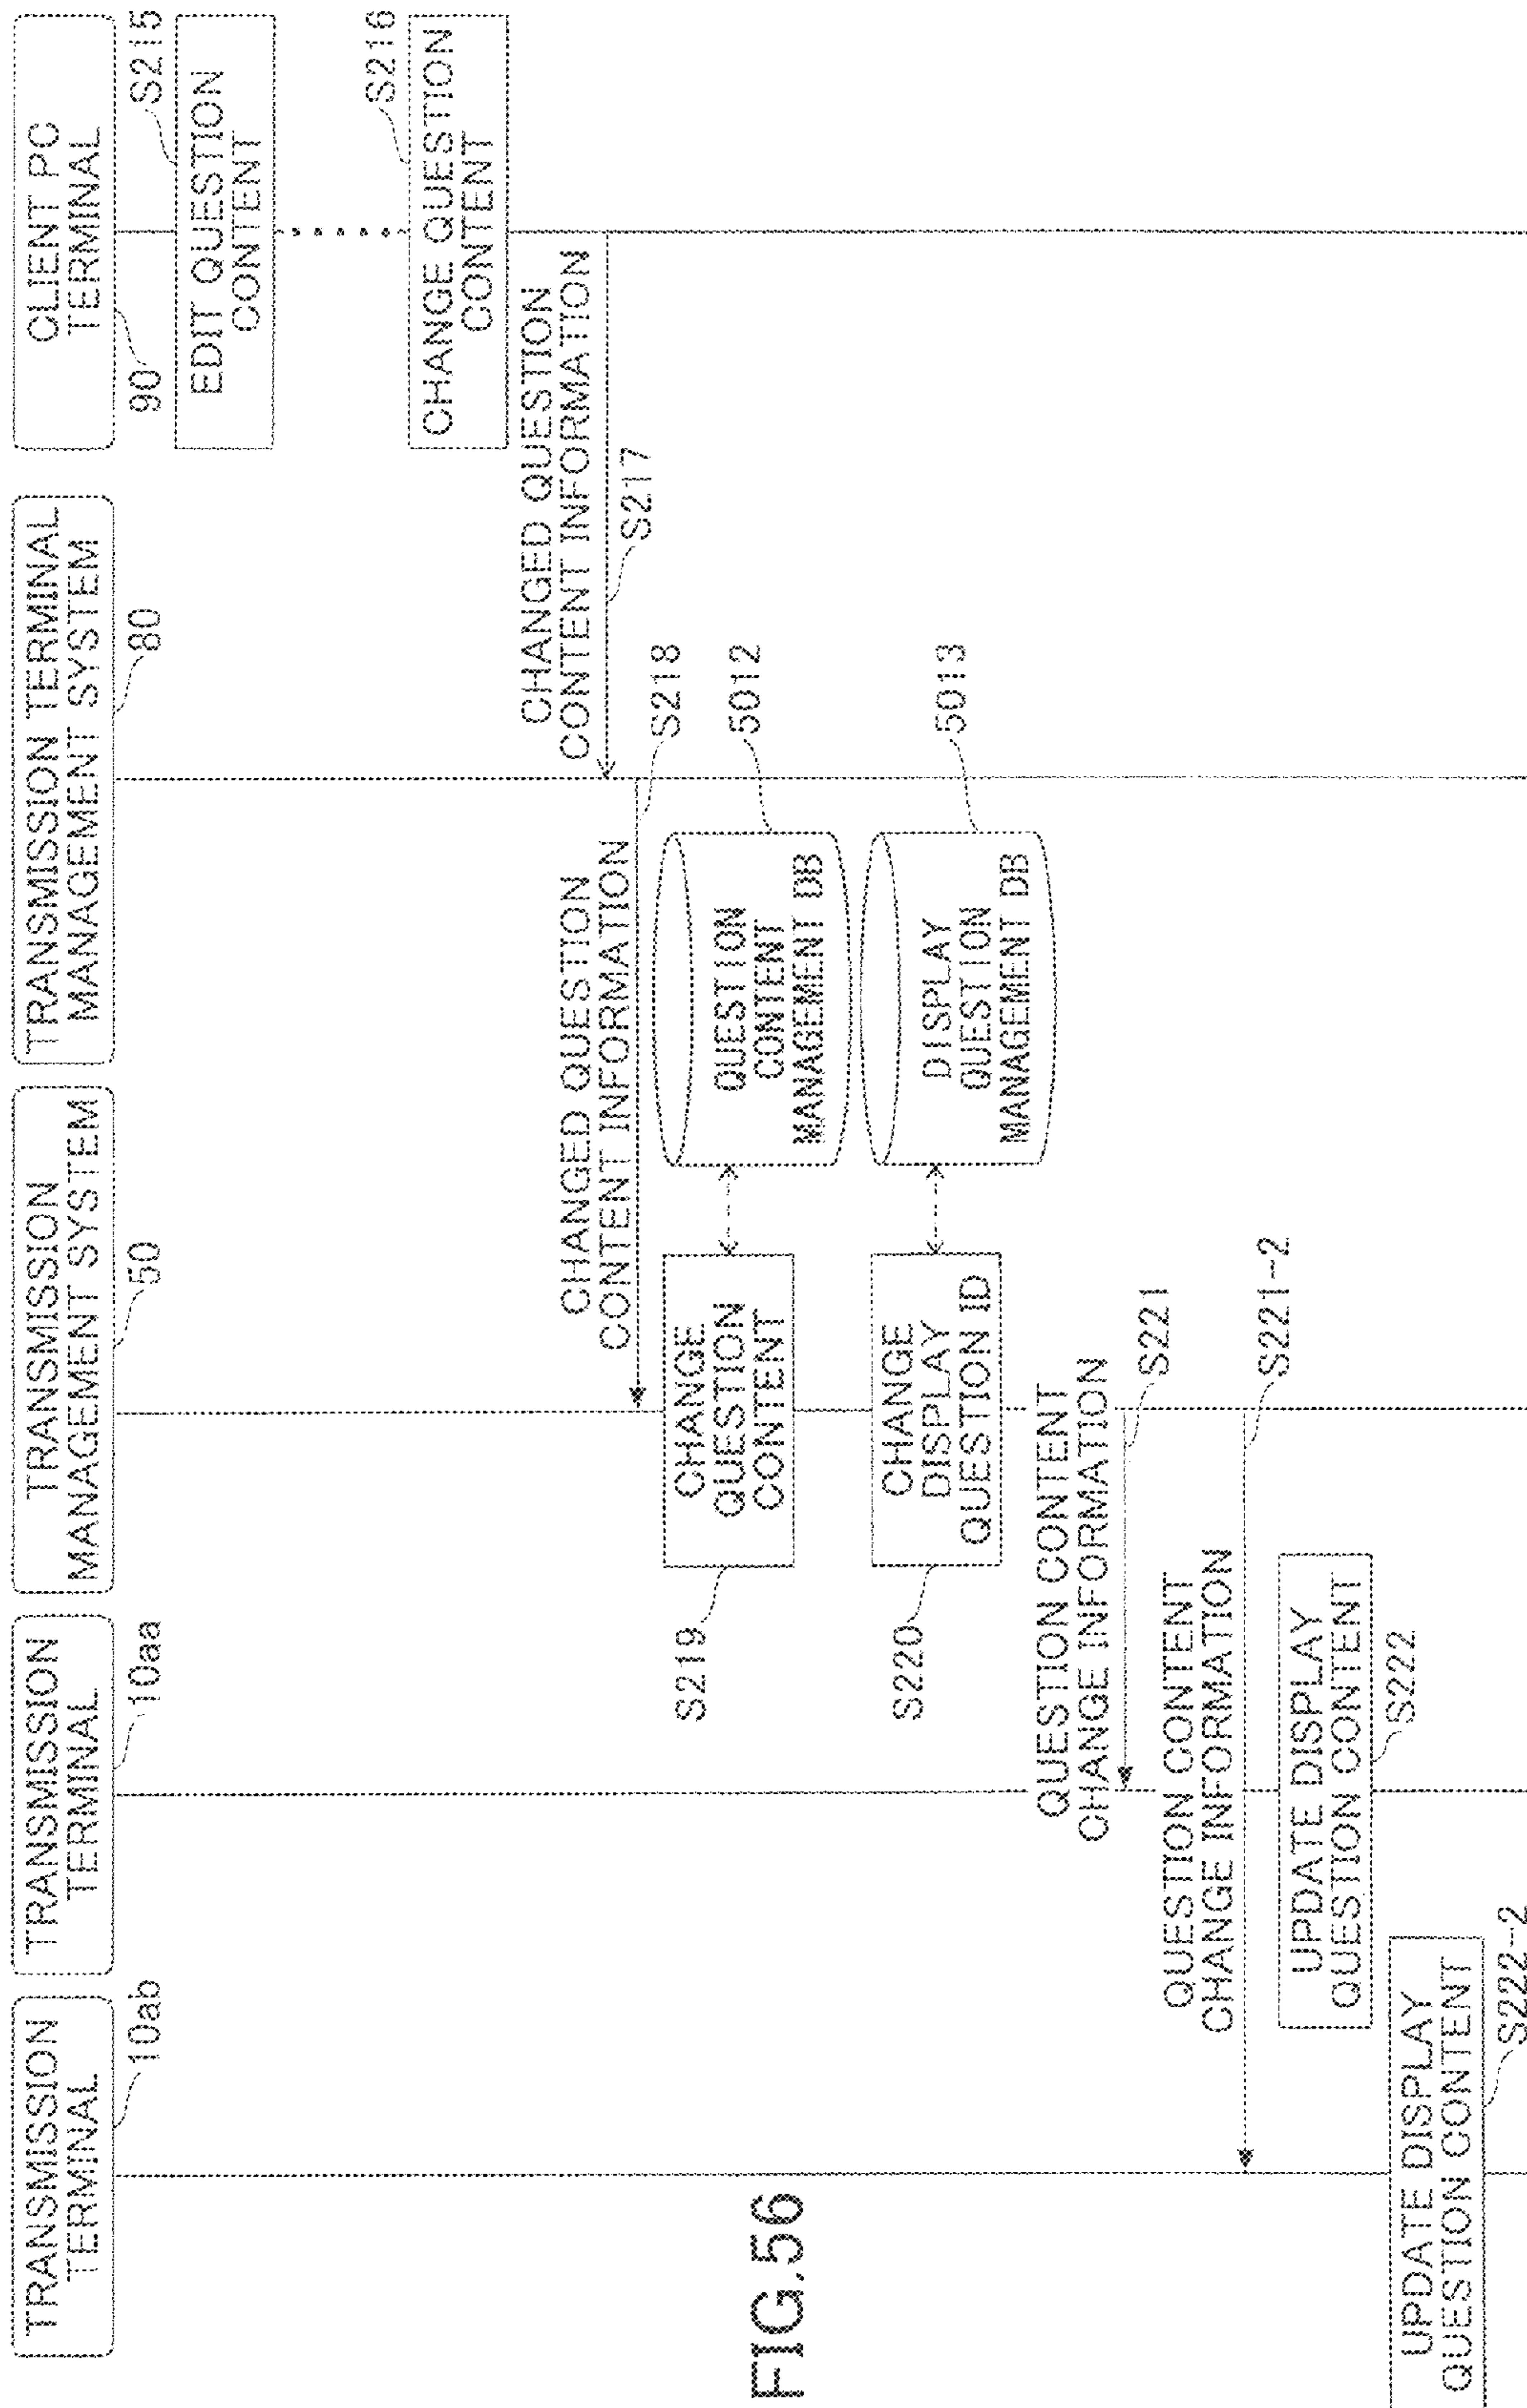 FIG.56
TRANSMISSION
TERMINAL
10ab
TRANSMISSION
TERMINAL
10aa
TRANSMISSION
MANAGEMENT SYSTEM
50
TRANSMISSION TERMINAL
MANAGEMENT SYSTEM
80
CLIENT PC
TERMINAL
90
S215
EDIT QUESTION
CONTENT
S216
CHANGE QUESTION
CONTENT
CHANGED QUESTION
CONTENT INFORMATION
S217
CHANGED QUESTION
CONTENT INFORMATION
S218
S219
CHANGE
QUESTION
CONTENT
QUESTION
CONTENT
MANAGEMENT DB
5012
S220
CHANGE
DISPLAY
QUESTION ID
DISPLAY
QUESTION
MANAGEMENT DB
5013
QUESTION CONTENT
CHANGE INFORMATION
S221
QUESTION CONTENT
CHANGE INFORMATION
S221-2
UPDATE DISPLAY
QUESTION CONTENT
S222
UPDATE DISPLAY
QUESTION CONTENT
S222-2